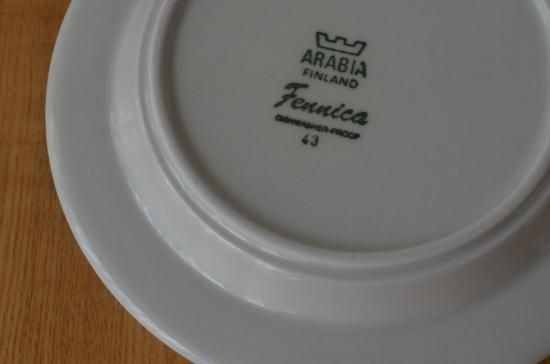 ARABIA
FINLAND
Fennica
DISHWASHER-PROOF
43